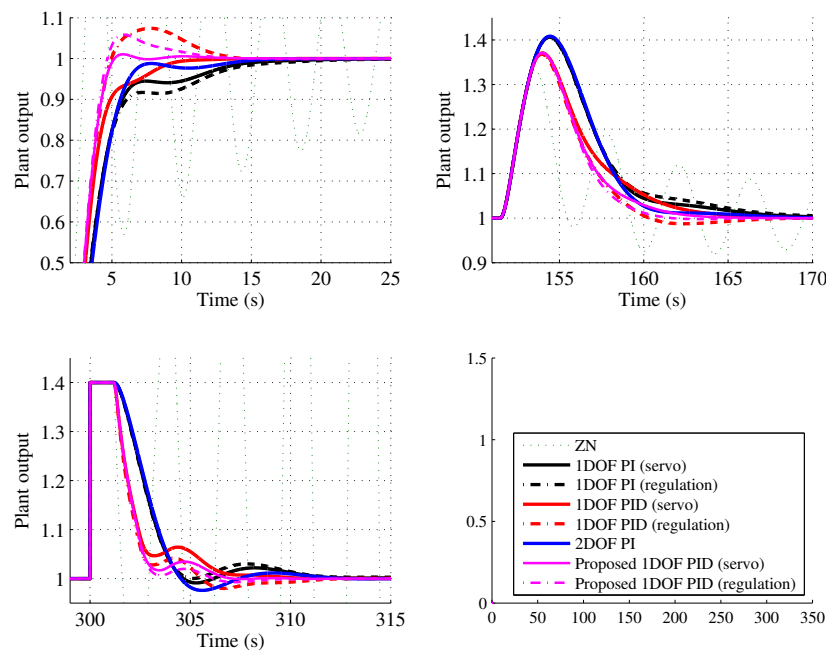 1.1
1
0.9
0.8
0.7
0.6
0.5
5 10 15 20 25
Time (s)
Plant output
1.4
1.3
1.2
1.1
1
0.9
155 160 165 170
Time (s)
Plant output
1.4
1.3
1.2
1.1
1
300 305 310 315
Time (s)
Plant output
1.5
1
0.5
0
0 50 100 150 200 250 300 350
ZN
1DOF PI (servo)
1DOF PI (regulation)
1DOF PID (servo)
1DOF PID (regulation)
2DOF PI
Proposed 1DOF PID (servo)
Proposed 1DOF PID (regulation)